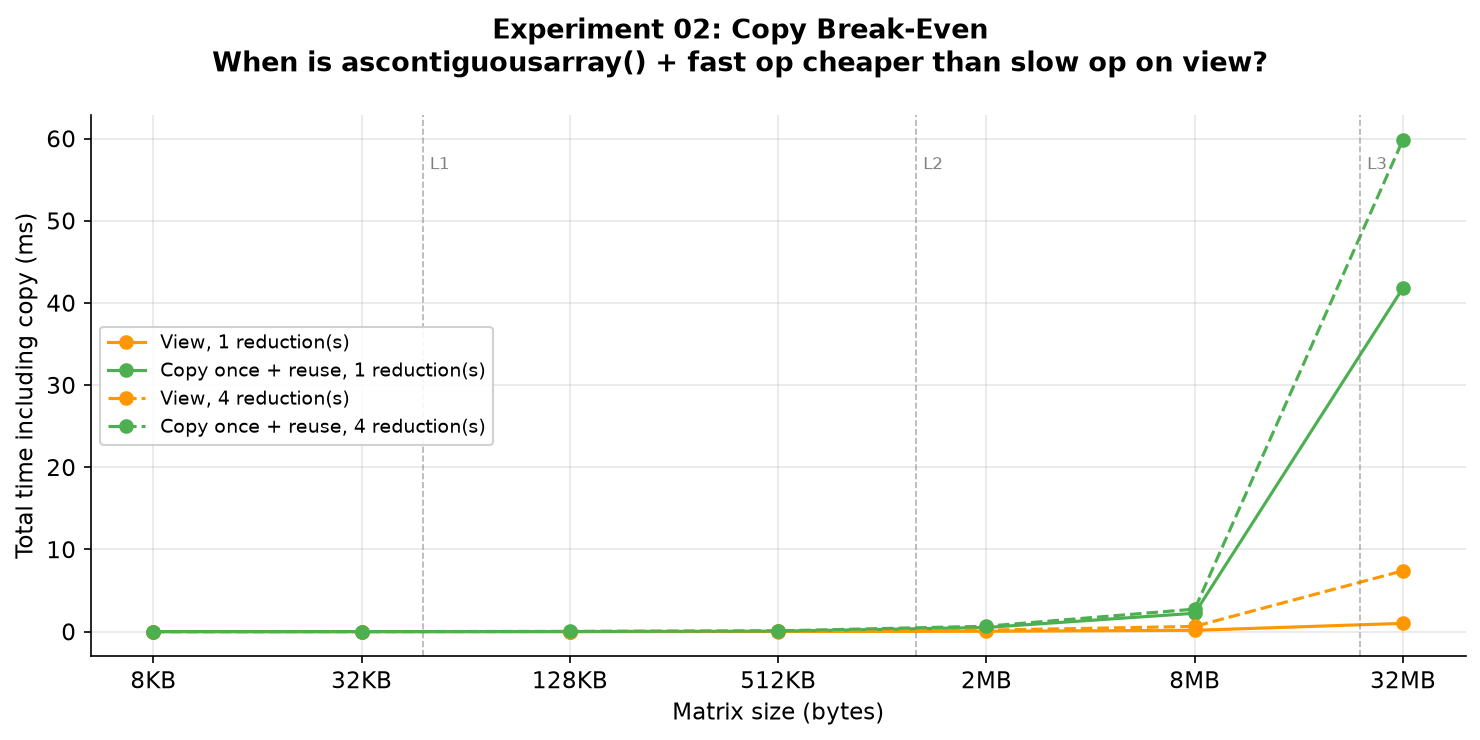 Experiment 02: Copy Break-Even
When is ascontiguousarray() + fast op cheaper than slow op on view?
Total time including copy (ms)
60
50
40
30
20
10
0
L1
L2
L3
View, 1 reduction(s)
Copy once + reuse, 1 reduction(s)
View, 4 reduction(s)
Copy once + reuse, 4 reduction(s)
8KB
32KB
128KB
512KB
2MB
8MB
32MB
Matrix size (bytes)